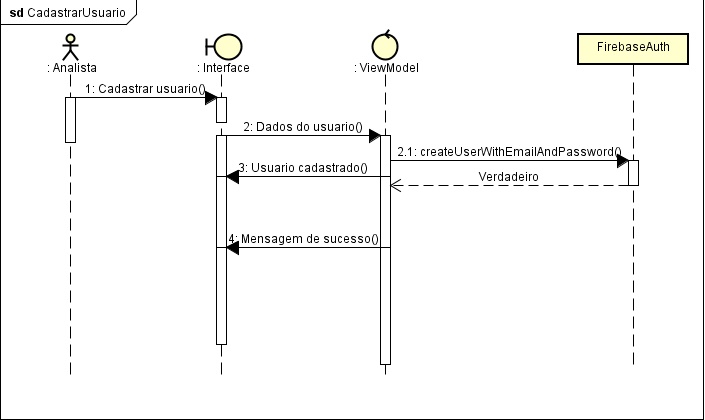 sd CadastrarUsuario
: Analista
: Interface
: ViewModel
FirebaseAuth
1: Cadastrar usuario()
2: Dados do usuario()
2.1: createUserWithEmailAndPassword()
3: Usuario cadastrado()
Verdadeiro
4: Mensagem de sucesso()